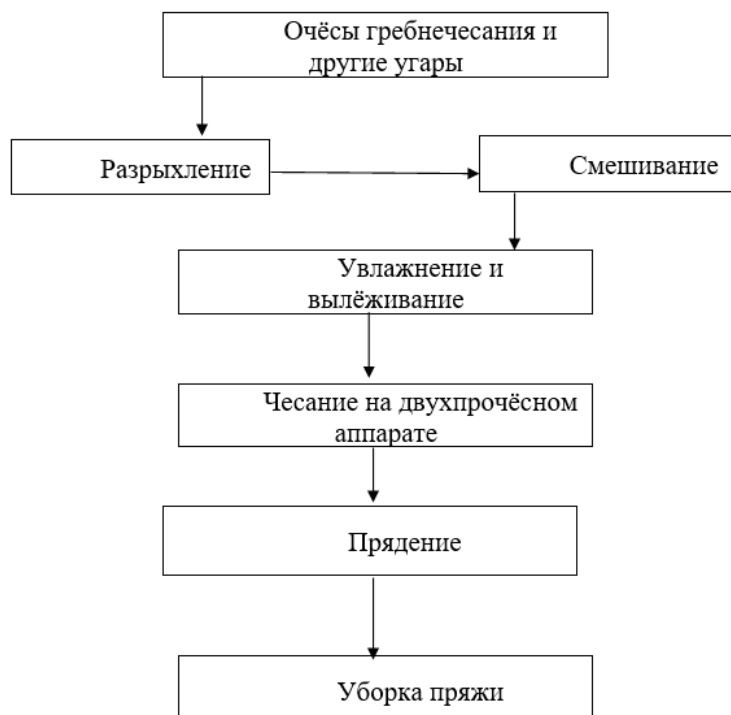 Очёсы гребнечесания и
другие угары
Разрыхление
Смешивание
Увлажнение и
вылёживание
Чесание на двухпрочёсном
аппарате
Прядение
Уборка пряжи